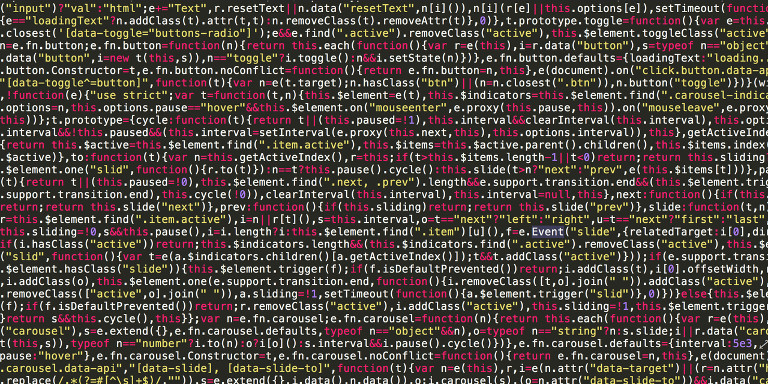 ("input")?"val":"html";e+="Text",r.resetText||n.data("resetText",n[i]()),n[i](r[e]||this.options[e]),setTimeout(function(
{e=="loadingText"?n.addClass(t).attr(t,t):n.removeClass(t).removeAttr(t)},0)},t.prototype.toggle=function(){var e=this.
.closest('[data-toggle="buttons-radio"]');e&&e.find(".active").removeClass("active"),this.$element.toggleClass("active"
n=e.fn.button;e.fn.button=function(n){return this.each(function(){var r=e(this),i=r.data("button"),s=typeof n=="object"
.data("button",i=new t(this,s)),n=="toggle"?i.toggle():n&&i.setState(n)})},e.fn.button.defaults={loadingText:"loading.
button.Constructor=t,e.fn.button.noConflict=function(){return e.fn.button=n,this},e(document).on("click.button.data-ap
"[data-toggle^=button]",function(t){var n=e(t.target);n.hasClass("btn")||(n=n.closest(".btn")),n.button("toggle")})}(w
,!function(e){"use strict";var t=function(t,n){this.$element=e(t),this.$indicators=this.$element.find(".carousel-indic
options=n,this.options.pause=="hover"&&this.$element.on("mouseenter",e.proxy(this.pause,this)).on("mouseleave",e.proxy(
this))};t.prototype={cycle:function(t){return t||(this.paused=!1),this.interval&&clearInterval(this.interval),this.opti
.interval&&!this.paused&&(this.interval=setInterval(e.proxy(this.next,this),this.options.interval)),this},getActiveInde
{return this.$active=this.$element.find(".item.active"),this.$items=this.$active.parent().children(),this.$items.index(
.$active)},to:function(t){var n=this.getActiveIndex(),r=this;if(t>this.$items.length-1||t<0)return;return this.sliding
.$element.one("slid",function(){r.to(t)}):n==t?this.pause().cycle():this.slide(t>n?"next":"prev",e(this.$items[t]))},pa
(t){return t||(this.paused=!0),this.$element.find(".next, .prev").length&&e.support.transition.end&&(this.$element.trig
.support.transition.end),this.cycle(!0)),clearInterval(this.interval),this.interval=null,this},next:function(){if(this.
return;return this.slide("next")},prev:function(){if(this.sliding)return;return this.slide("prev")},slide:function(t,n)
r=this.$element.find(".item.active"),i=n||r[t](),s=this.interval,o=t=="next"?"left":"right",u=t=="next"?"first":"last",
.sliding=!0,s&&this.pause(),i=i.length?i:this.$element.find(".item")[u](),f=e.Event("slide",{relatedTarget:i[0],dir
if(i.hasClass("active"))return;this.$indicators.length&&(this.$indicators.find(".active").removeClass("active"),this.$e
("slid",function(){var t=e(a.$indicators.children()[a.getActiveIndex()]);t&&t.addClass("active")}));if(e.support.transi
$element.hasClass("slide")){this.$element.trigger(f);if(f.isDefaultPrevented())return;i.addClass(t),i[0].offsetWidth,r.
,i.addClass(o),this.$element.one(e.support.transition.end,function(){i.removeClass([t,o].join(" ")).addClass("active"),
.removeClass(["active",o].join(" ")),a.sliding=!1,setTimeout(function(){a.$element.trigger("slid")},0)})}else{this.$ele
(f);if(f.isDefaultPrevented())return;r.removeClass("active"),i.addClass("active"),this.sliding=!1,this.$element.trigger
}return s&&this.cycle(),this}};var n=e.fn.carousel;e.fn.carousel=function(n){return this.each(function(){var r=e(this),
("carousel"),s=e.extend({},e.fn.carousel.defaults,typeof n=="object"&&n),o=typeof n=="string"?n:s.slide;i||r.data("carou
t(this,s)),typeof n=="number"?i.to(n):o?i[o]():s.interval&&i.pause().cycle()})},e.fn.carousel.defaults={interval:5e3,
pause:"hover"},e.fn.carousel.Constructor=t,e.fn.carousel.noConflict=function(){return e.fn.carousel=n,this},e(document)
.carousel.data-api","[data-slide], [data-slide-to]",function(t){var n=e(this),r,i=e(n.attr("data-target")||(r=n.attr("h
.replace(/.*(?=#[^\s]+$)/,"")),s=e.extend({},i.data(),n.data()),o;i.carousel(s),(o=n.attr("data-slide-to"))